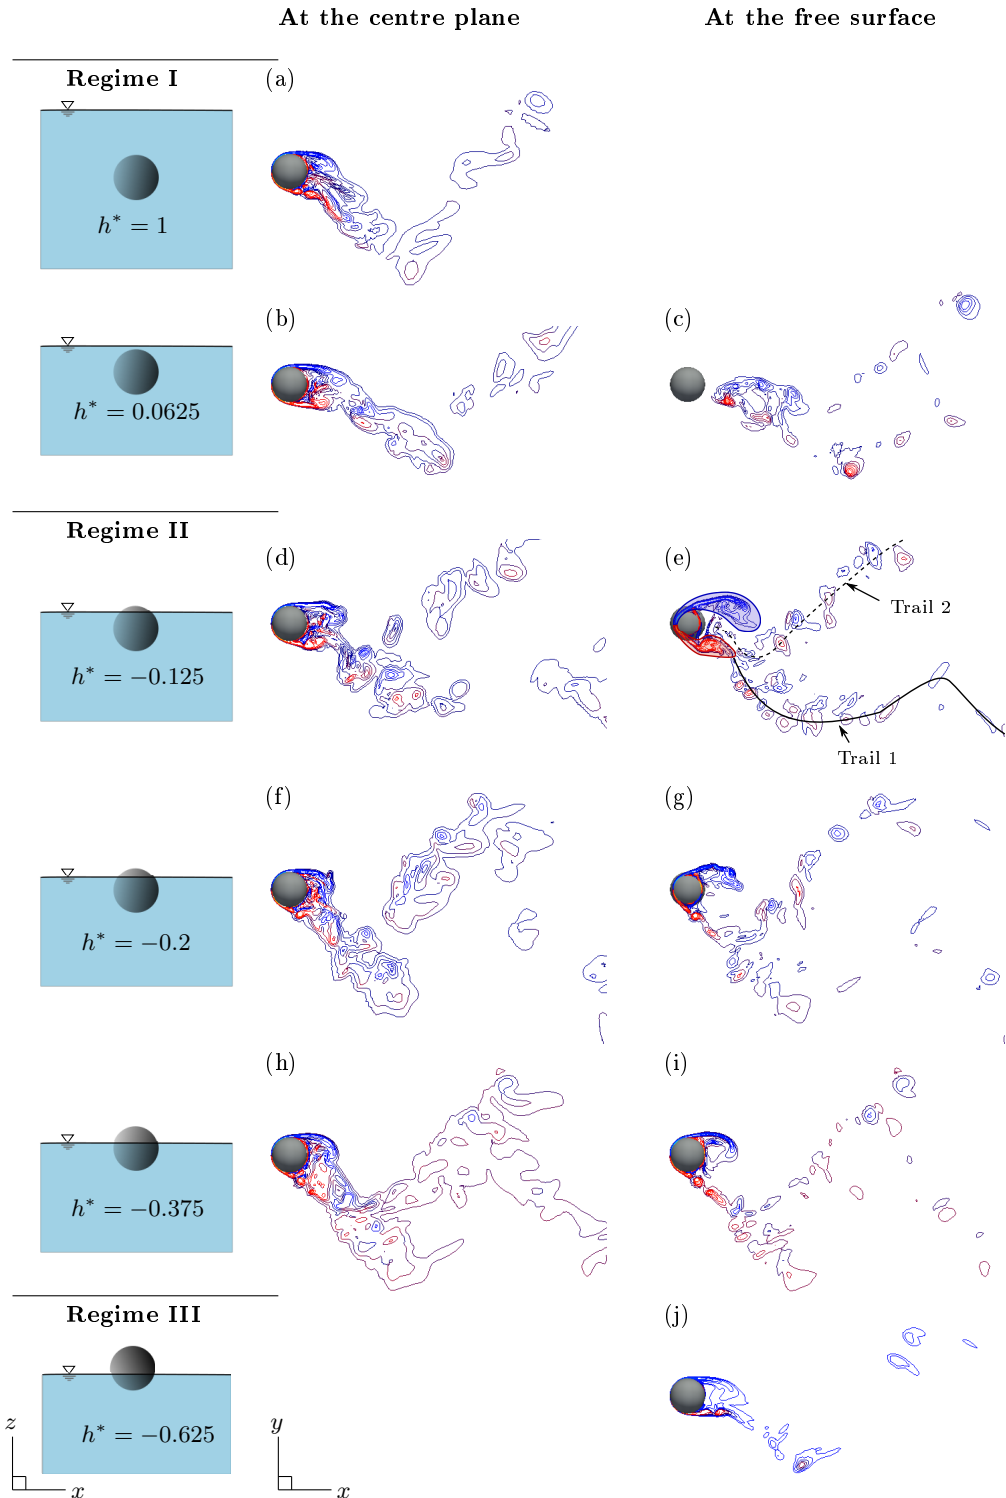 At the centre plane
At the free surface
Regime I
(a)
h* = 1
(b)
(c)
h* = 0.0625
Regime II
(d)
(e)
Trail 2
h* = −0.125
Trail 1
(f)
(g)
h* = −0.2
(h)
(i)
h* = −0.375
Regime III
(j)
h* = −0.625
z
y
x
x